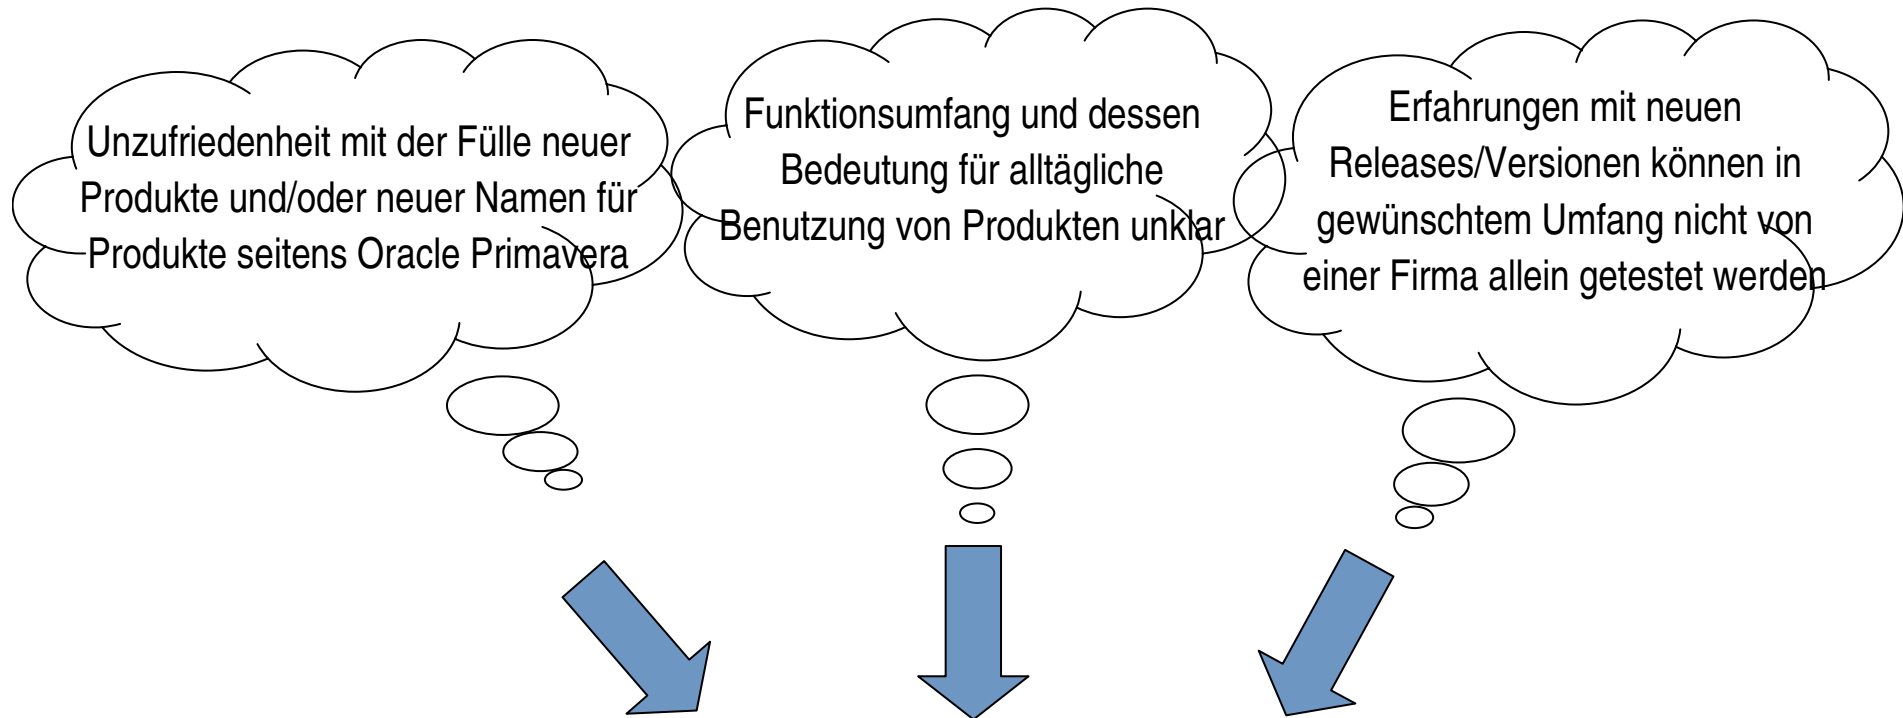 Unzufriedenheit mit der Fülle neuer
Produkte und/oder neuer Namen für
Produkte seitens Oracle Primavera
Funktionsumfang und dessen
Bedeutung für alltägliche
Benutzung von Produkten unklar
Erfahrungen mit neuen
Releases/Versionen können in
gewünschtem Umfang nicht von
einer Firma allein getestet werden